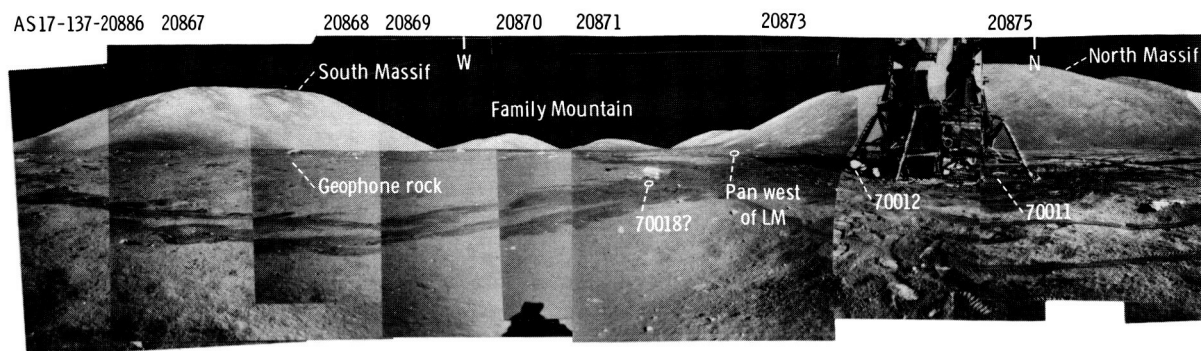 AS17-137-20886 20867 20868 20869 20870 20871 20873 20875
W
N
North Massif
South Massif
Family Mountain
Geophone rock
70018?
Pan west
of LM
70012
70011